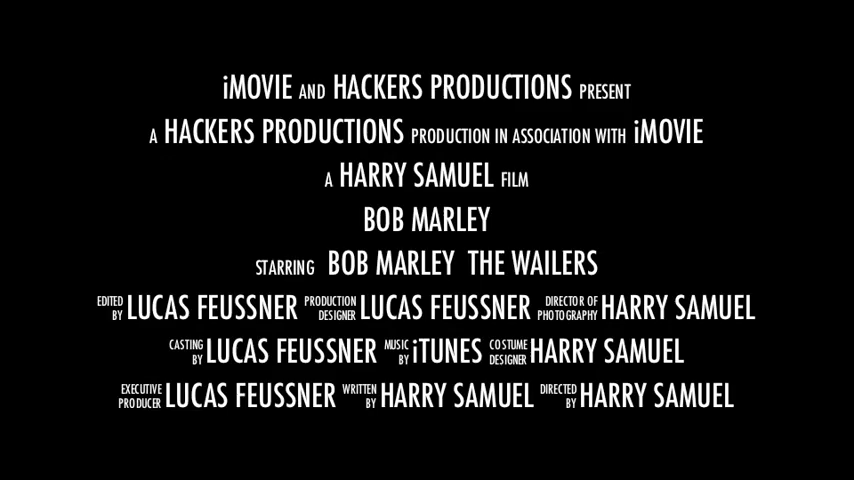 iMOVIE AND HACKERS PRODUCTIONS PRESENT
A HACKERS PRODUCTIONS PRODUCTION IN ASSOCIATION WITH iMOVIE
A HARRY SAMUEL FILM
BOB MARLEY
STARRING BOB MARLEY THE WAILERS
EDITED BY LUCAS FEUSSNER PRODUCTION DESIGNER LUCAS FEUSSNER DIRECTOR OF PHOTOGRAPHY HARRY SAMUEL
CASTING BY LUCAS FEUSSNER MUSIC BY iTUNES COSTUME DESIGNER HARRY SAMUEL
EXECUTIVE PRODUCER LUCAS FEUSSNER WRITTEN BY HARRY SAMUEL DIRECTED BY HARRY SAMUEL